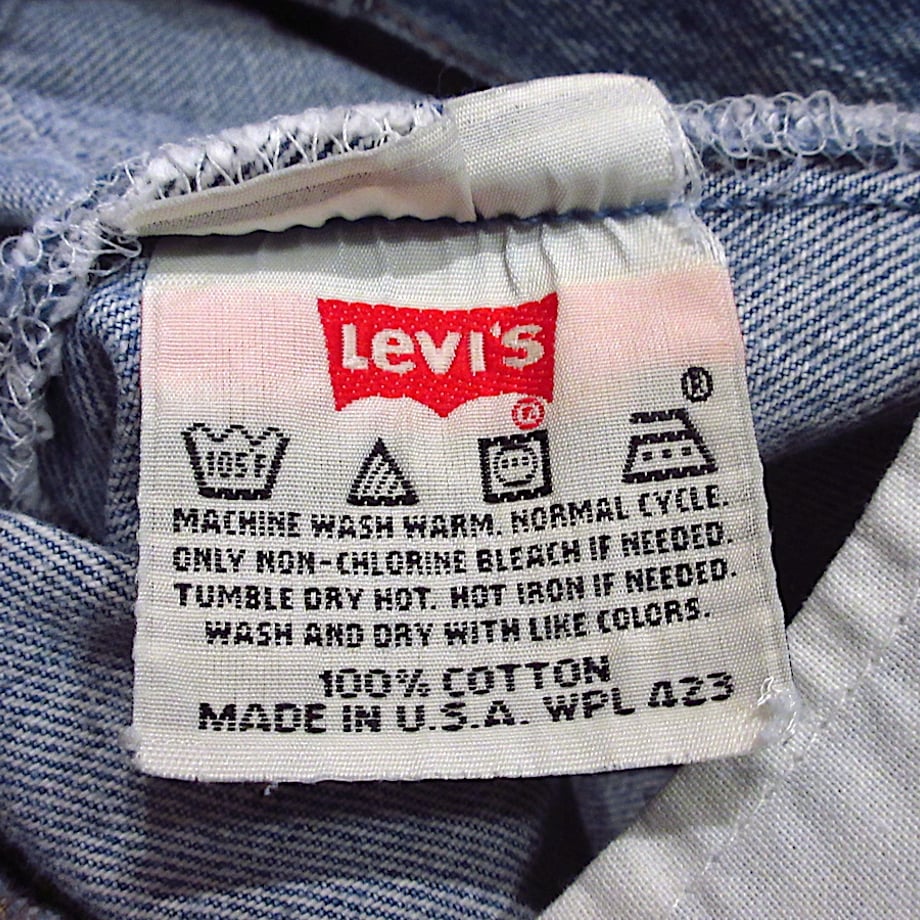 Levi's
®
®
105F
MACHINE WASH WARM. NORMAL CYCLE.
ONLY NON-CHLORINE BLEACH IF NEEDED.
TUMBLE DRY HOT. HOT IRON IF NEEDED.
WASH AND DRY WITH LIKE COLORS.
100% COTTON
MADE IN U.S.A. WPL 423